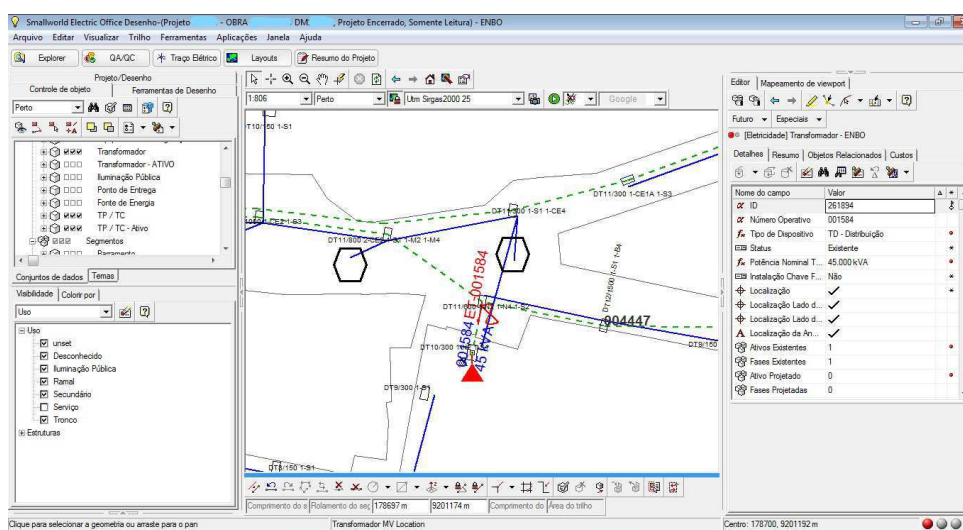 Smallworld Electric Office Desenho-(Projeto - OBRA DM: , Projeto Encerrado, Somente Leitura) - ENBO
Arquivo Editar Visualizar Trilho Ferramentas Aplicações Janela Ajuda
Explorer QA/QC Traço Elétrico Layouts Resumo do Projeto
Projeto/Desenho
Controle de objeto Ferramentas de Desenho
Perto
Transformador
Transformador - ATIVO
Iluminação Pública
Ponto de Entrega
Fonte de Energia
TP / TC
TP / TC - Ativo
Segmentos
Barramento
Conjuntos de dados Temas
Visibilidade Colorir por
Uso
Uso
unset
Desconhecido
Iluminação Pública
Ramal
Secundário
Serviço
Tronco
Estruturas
1:806 Perto Utm Sirgas2000 25 Google
DT10/150 1-S1
DT11/300 1-CE1A 1-S3
DT11/300 1-S1 1-CE4
1-M2 1-M4
DT12/1500 1-S1 1-B4
001584
45 kVA
004447
DT9/150
DT10/300
DT9/300 1-S1
DT8/150 1-S1
Comprimento do s Rolamento do seg 178697 m 9201174 m Comprimento do Área do trilho
Editor Mapeamento de viewport
Futuro Especiais
[Eletricidade] Transformador - ENBO
Detalhes Resumo Objetos Relacionados Custos
Nome do campo Valor
ID 261894
Número Operativo 001584
Tipo de Dispositivo TD - Distribuição
Status Existente
Potência Nominal T... 45.000 kVA
Instalação Chave F... Não
Localização
Localização Lado d...
Localização Lado d...
Localização da An...
Ativos Existentes 1
Fases Existentes 1
Ativo Projetado 0
Fases Projetadas 0
Clique para selecionar a geometria ou arraste para o pan Transformador MV Location Centro: 178700, 9201192 m